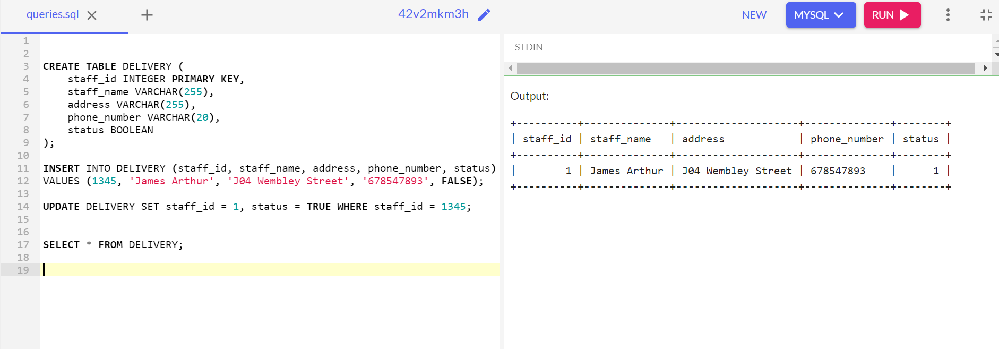 queries.sql
42v2mkm3h
NEW
MYSQL
RUN
1
2
3 CREATE TABLE DELIVERY (
4 staff_id INTEGER PRIMARY KEY,
5 staff_name VARCHAR(255),
6 address VARCHAR(255),
7 phone_number VARCHAR(20),
8 status BOOLEAN
9 );
10
11 INSERT INTO DELIVERY (staff_id, staff_name, address, phone_number, status)
12 VALUES (1345, 'James Arthur', 'J04 Wembley Street', '678547893', FALSE);
13
14 UPDATE DELIVERY SET staff_id = 1, status = TRUE WHERE staff_id = 1345;
15
16
17 SELECT * FROM DELIVERY;
18
19
STDIN
Output:
+----------+--------------+--------------------+--------------+--------+
| staff_id | staff_name | address | phone_number | status |
+----------+--------------+--------------------+--------------+--------+
| 1 | James Arthur | J04 Wembley Street | 678547893 | 1 |
+----------+--------------+--------------------+--------------+--------+